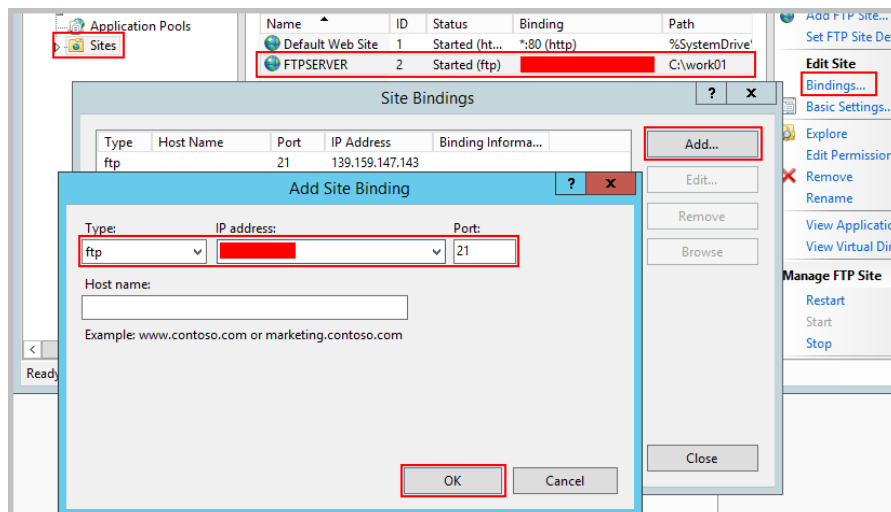 Application Pools
Sites
Name ID Status Binding Path
Default Web Site 1 Started (ht... *:80 (http) %SystemDrive'
FTPSERVER 2 Started (ftp) C:\work01
Add FTP Site...
Set FTP Site De
Edit Site
Bindings...
Basic Settings...
Explore
Edit Permission
Remove
Rename
View Applicatio
View Virtual Dir
Manage FTP Site
Restart
Start
Stop
Site Bindings ? x
Type Host Name Port IP Address Binding Informa...
ftp 21 139.159.147.143
Add...
Edit...
Remove
Browse
Close
Add Site Binding ? x
Type: IP address: Port:
ftp 21
Host name:
Example: www.contoso.com or marketing.contoso.com
OK Cancel
Ready